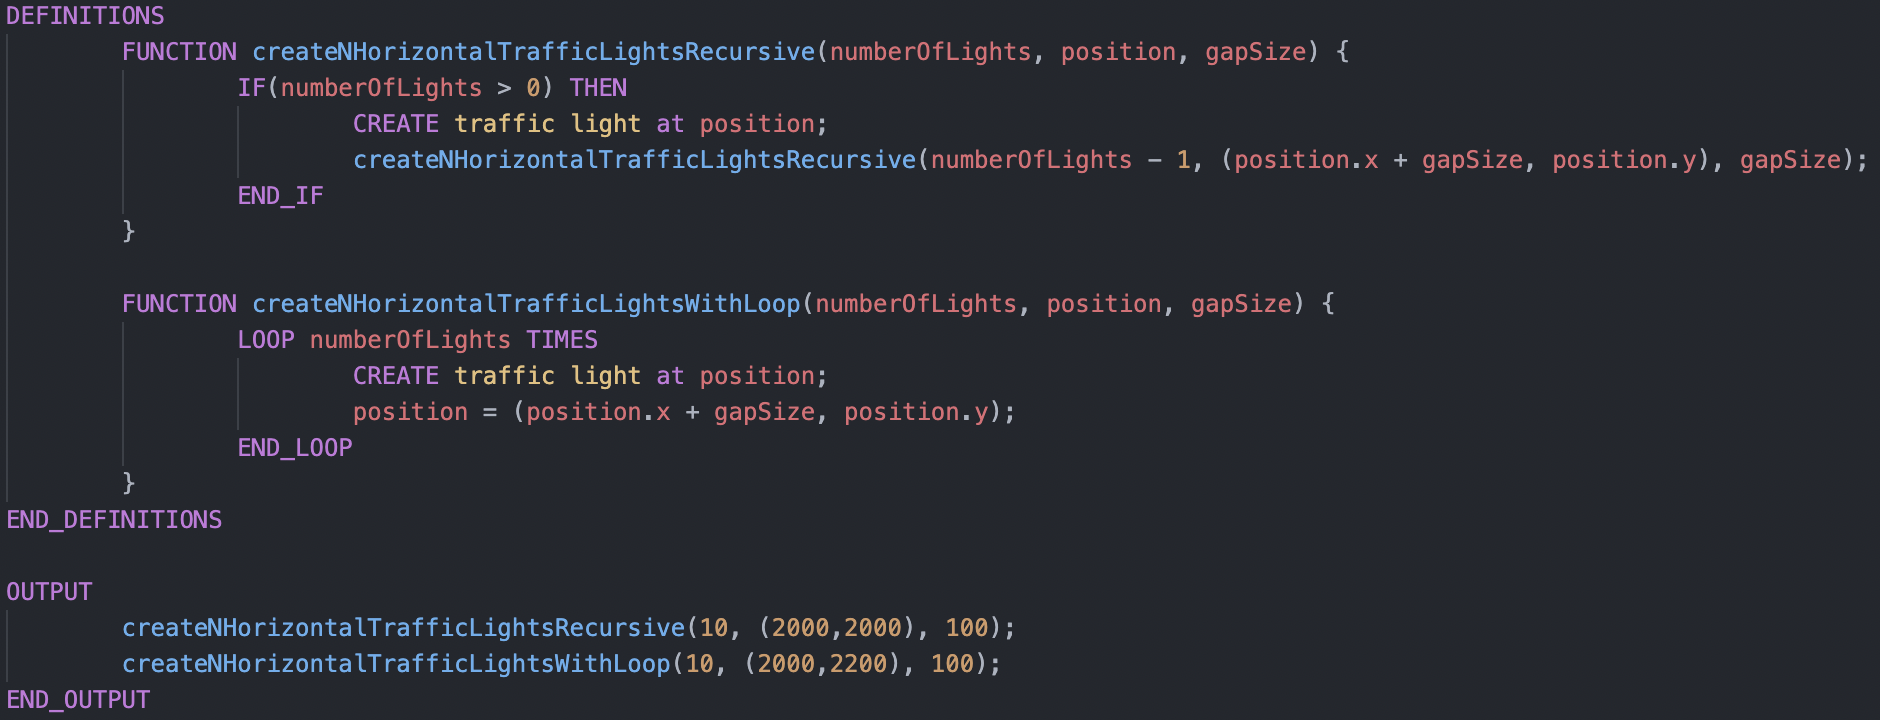 DEFINITIONS
FUNCTION createNHorizontalTrafficLightsRecursive(numberOfLights, position, gapSize) {
IF(numberOfLights > 0) THEN
CREATE traffic light at position;
createNHorizontalTrafficLightsRecursive(numberOfLights - 1, (position.x + gapSize, position.y), gapSize);
END_IF
}
FUNCTION createNHorizontalTrafficLightsWithLoop(numberOfLights, position, gapSize) {
LOOP numberOfLights TIMES
CREATE traffic light at position;
position = (position.x + gapSize, position.y);
END_LOOP
}
END_DEFINITIONS
OUTPUT
createNHorizontalTrafficLightsRecursive(10, (2000,2000), 100);
createNHorizontalTrafficLightsWithLoop(10, (2000,2200), 100);
END_OUTPUT